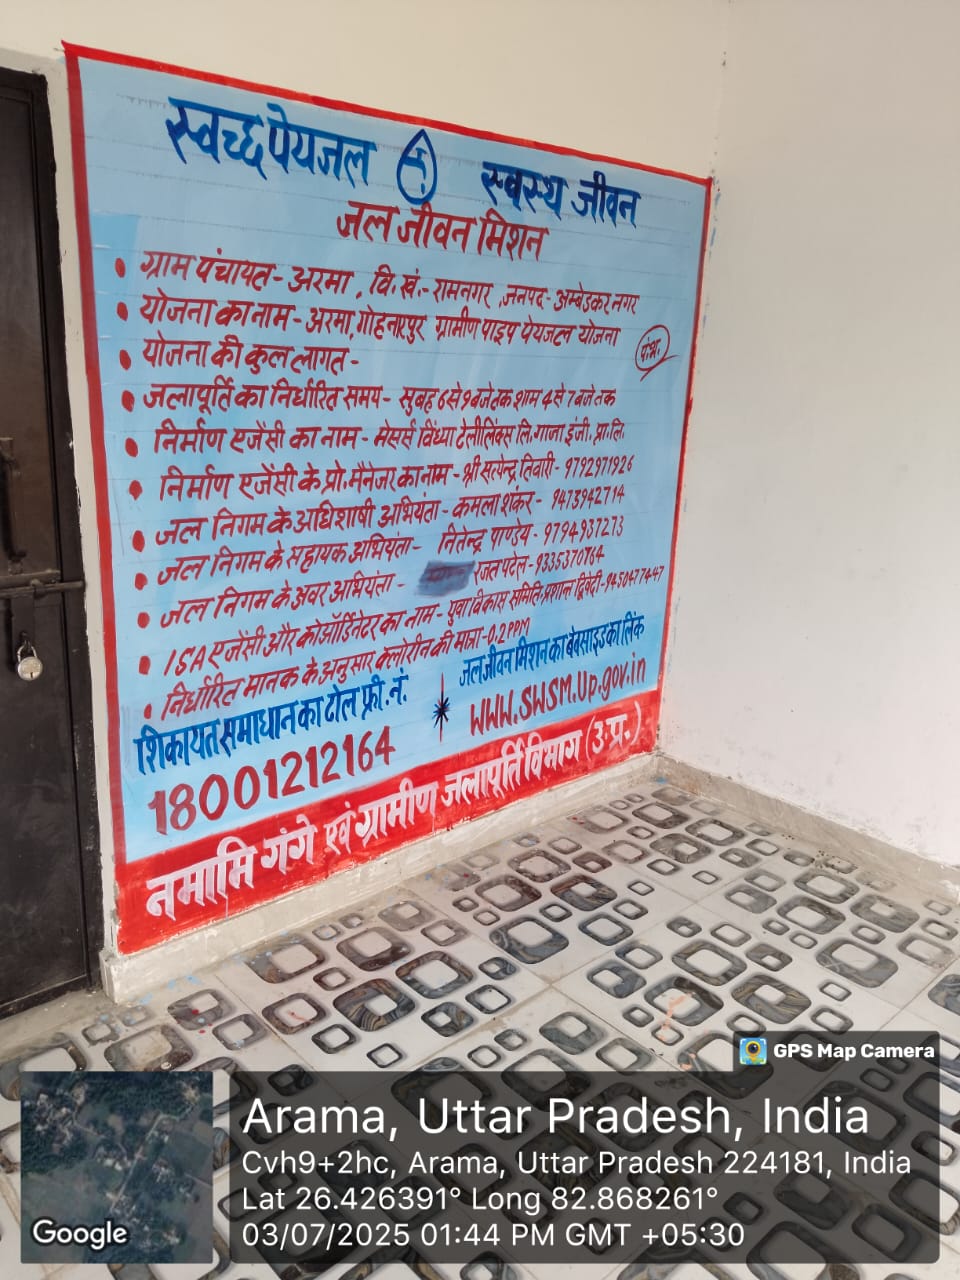 स्वच्छ पेयजल स्वस्थ जीवन
जल जीवन मिशन
• ग्राम पंचायत- अरमा, वि.खं.- रामनगर, जनपद- अम्बेडकर नगर
• योजना का नाम- अरमा, गोहनारपुर ग्रामीण पाइप पेयजल योजना
• योजना की कुल लागत-
• जलापूर्ति का निर्धारित समय- सुबह 6 से 9 बजे तक शाम 4 से 7 बजे तक
• निर्माण एजेंसी का नाम- मेसर्स विंध्या टेलीलिंक्स लि. गाजा इंजी. प्रा. लि.
• निर्माण एजेंसी के प्रो. मैनेजर का नाम- श्री सत्येन्द्र तिवारी- 9792971926
• जल निगम के अधिशाषी अभियंता- कमला शंकर- 9473942714
• जल निगम के सहायक अभियंता- नितेन्द्र पाण्डेय- 9794937273
• जल निगम के अवर अभियंता- रजत पटेल- 9335370764
• ISA एजेंसी और कोऑर्डिनेटर का नाम- युवा विकास समिति- प्रशान्त द्विवेदी- 9450477647
• निर्धारित मानक के अनुसार क्लोरीन की मात्रा- 0.2 PPM
शिकायत समाधान का टोल फ्री. नं.
18001212164
जल जीवन मिशन का बेबसाइड का लिंक
WWW.SWSM.Up.gov.in
नमामि गंगे एवं ग्रामीण जलापूर्ति विभाग (उ.प्र.)
GPS Map Camera
Arama, Uttar Pradesh, India
Cvh9+2hc, Arama, Uttar Pradesh 224181, India
Lat 26.426391° Long 82.868261°
03/07/2025 01:44 PM GMT +05:30
Google